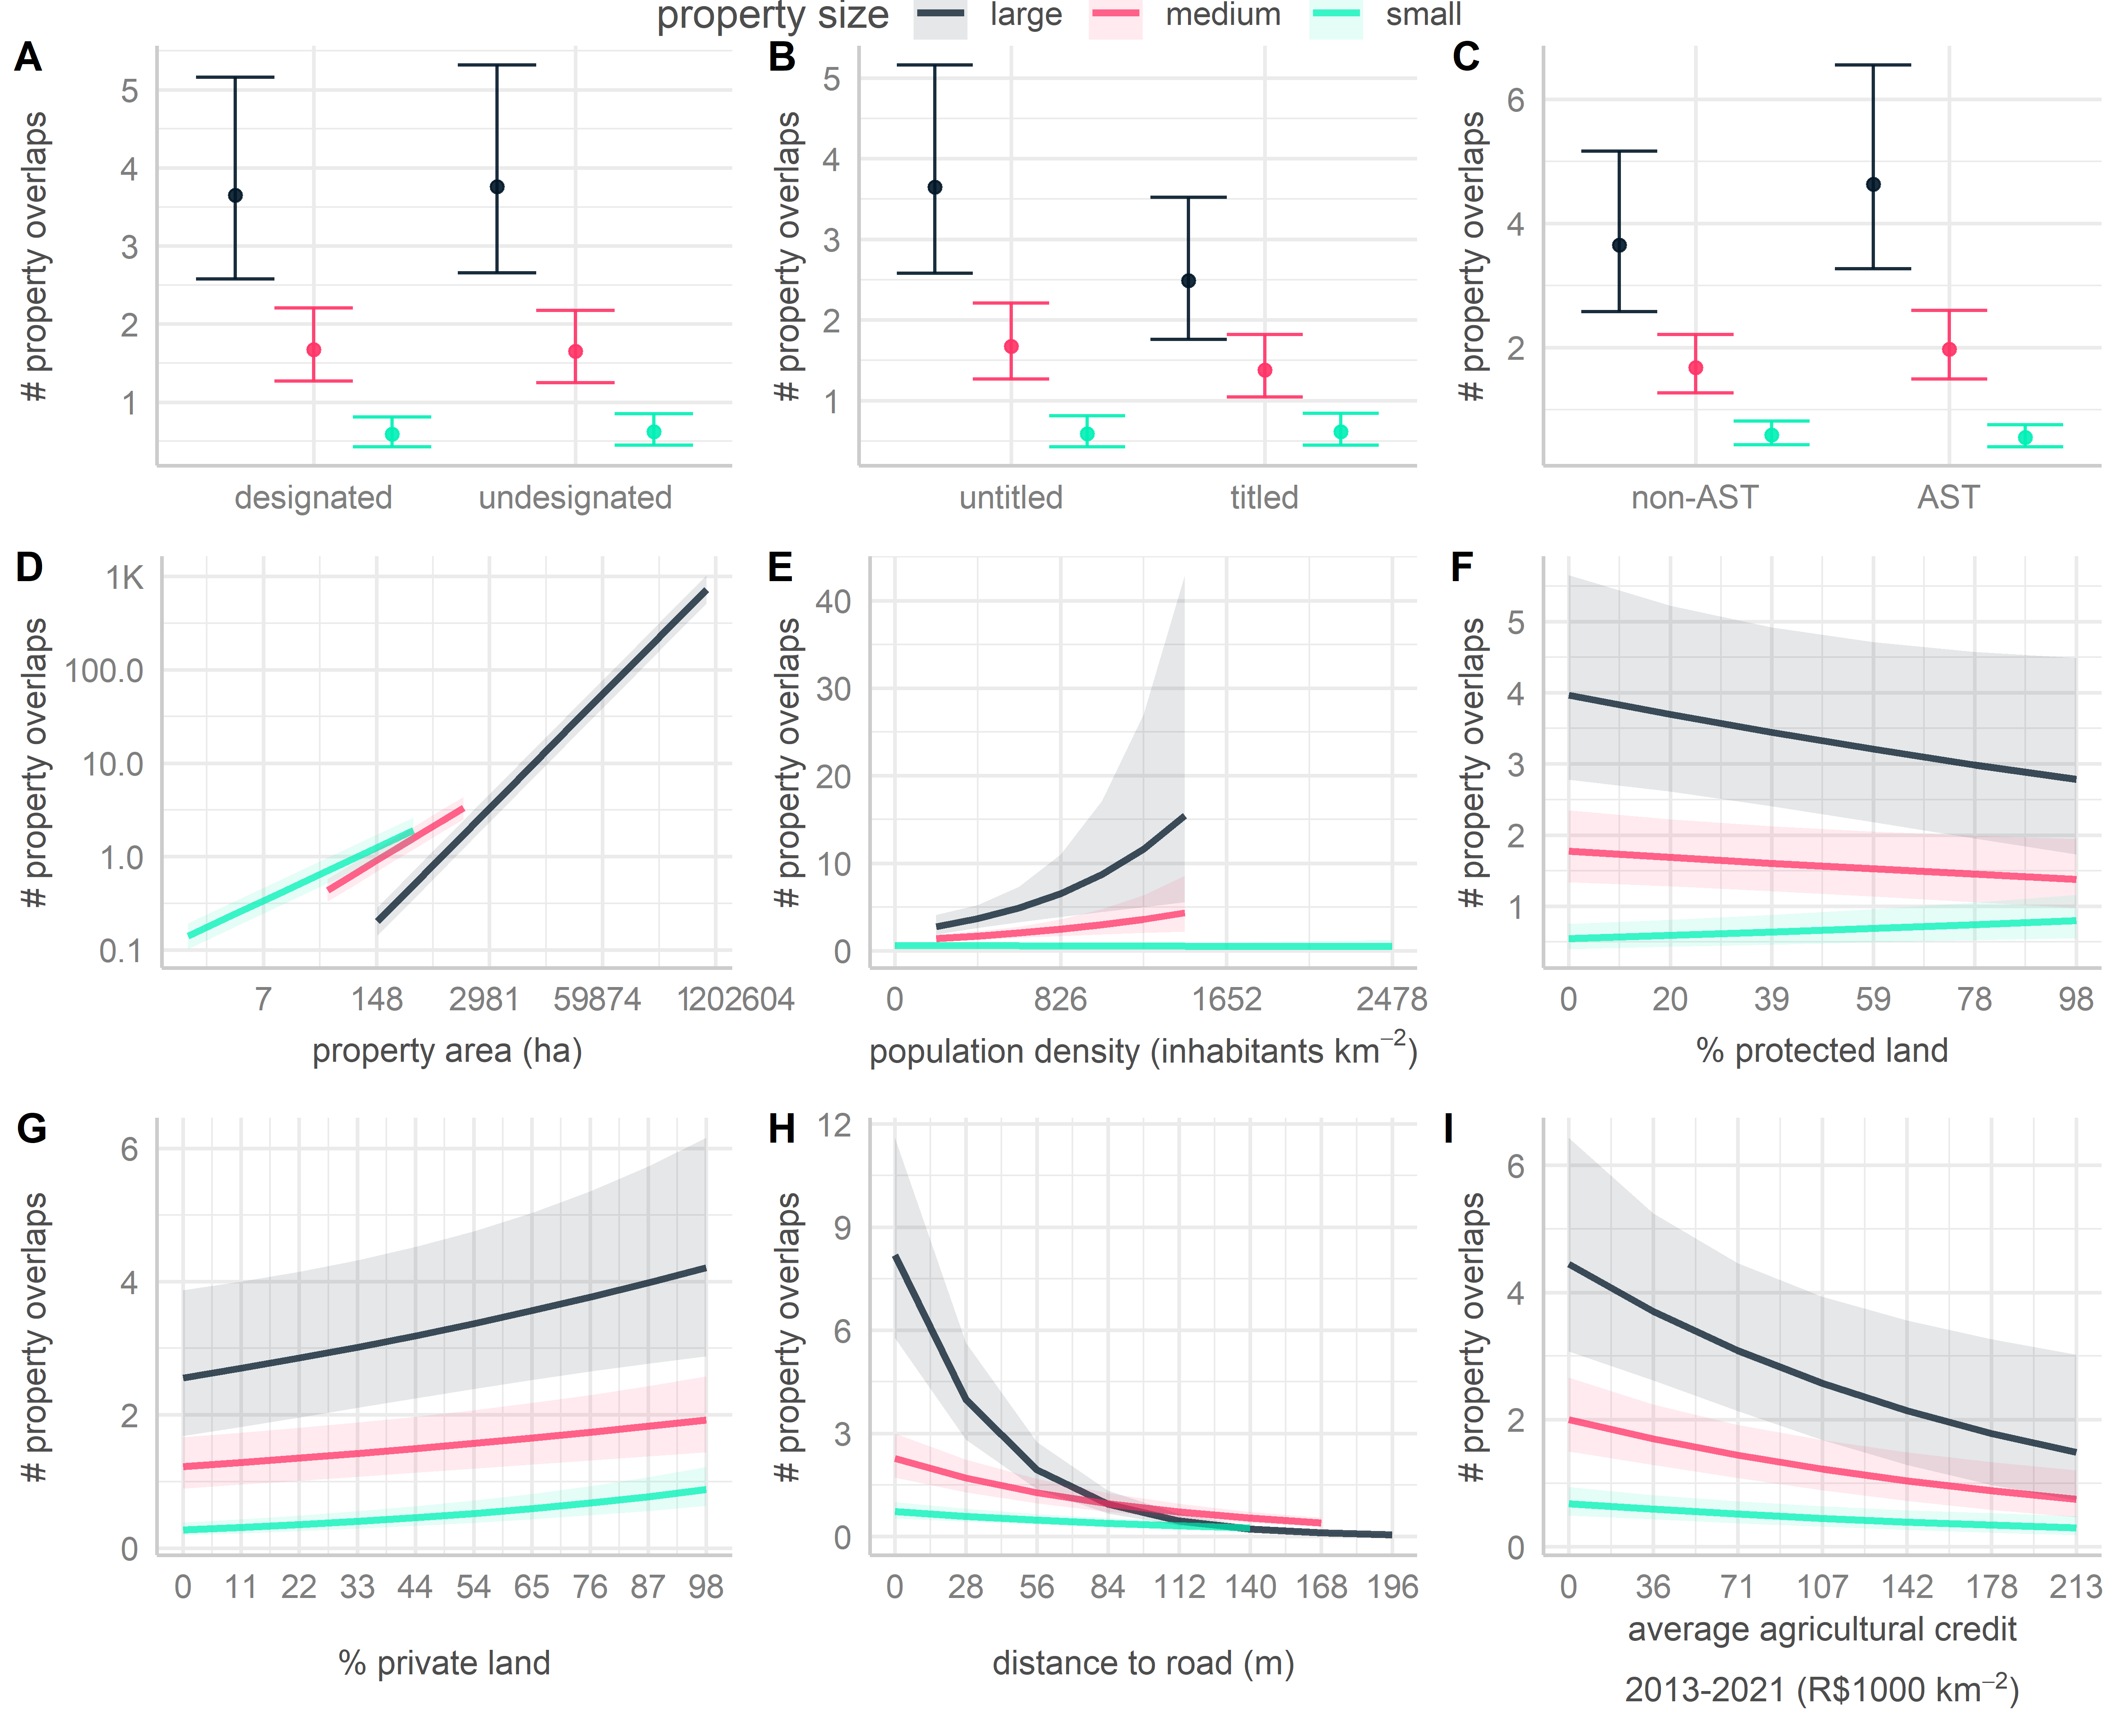 property size large medium small
A
# property overlaps
5
4
3
2
1
designated undesignated
B
# property overlaps
5
4
3
2
1
untitled titled
C
# property overlaps
6
4
2
non-AST AST
D
# property overlaps
1K
100.0
10.0
1.0
0.1
7 148 2981 59874 1202604
property area (ha)
E
# property overlaps
40
30
20
10
0
0 826 1652 2478
population density (inhabitants km⁻²)
F
# property overlaps
5
4
3
2
1
0 20 39 59 78 98
% protected land
G
# property overlaps
6
4
2
0
0 11 22 33 44 54 65 76 87 98
% private land
H
# property overlaps
12
9
6
3
0
0 28 56 84 112 140 168 196
distance to road (m)
I
# property overlaps
6
4
2
0
0 36 71 107 142 178 213
average agricultural credit
2013-2021 (R$1000 km⁻²)